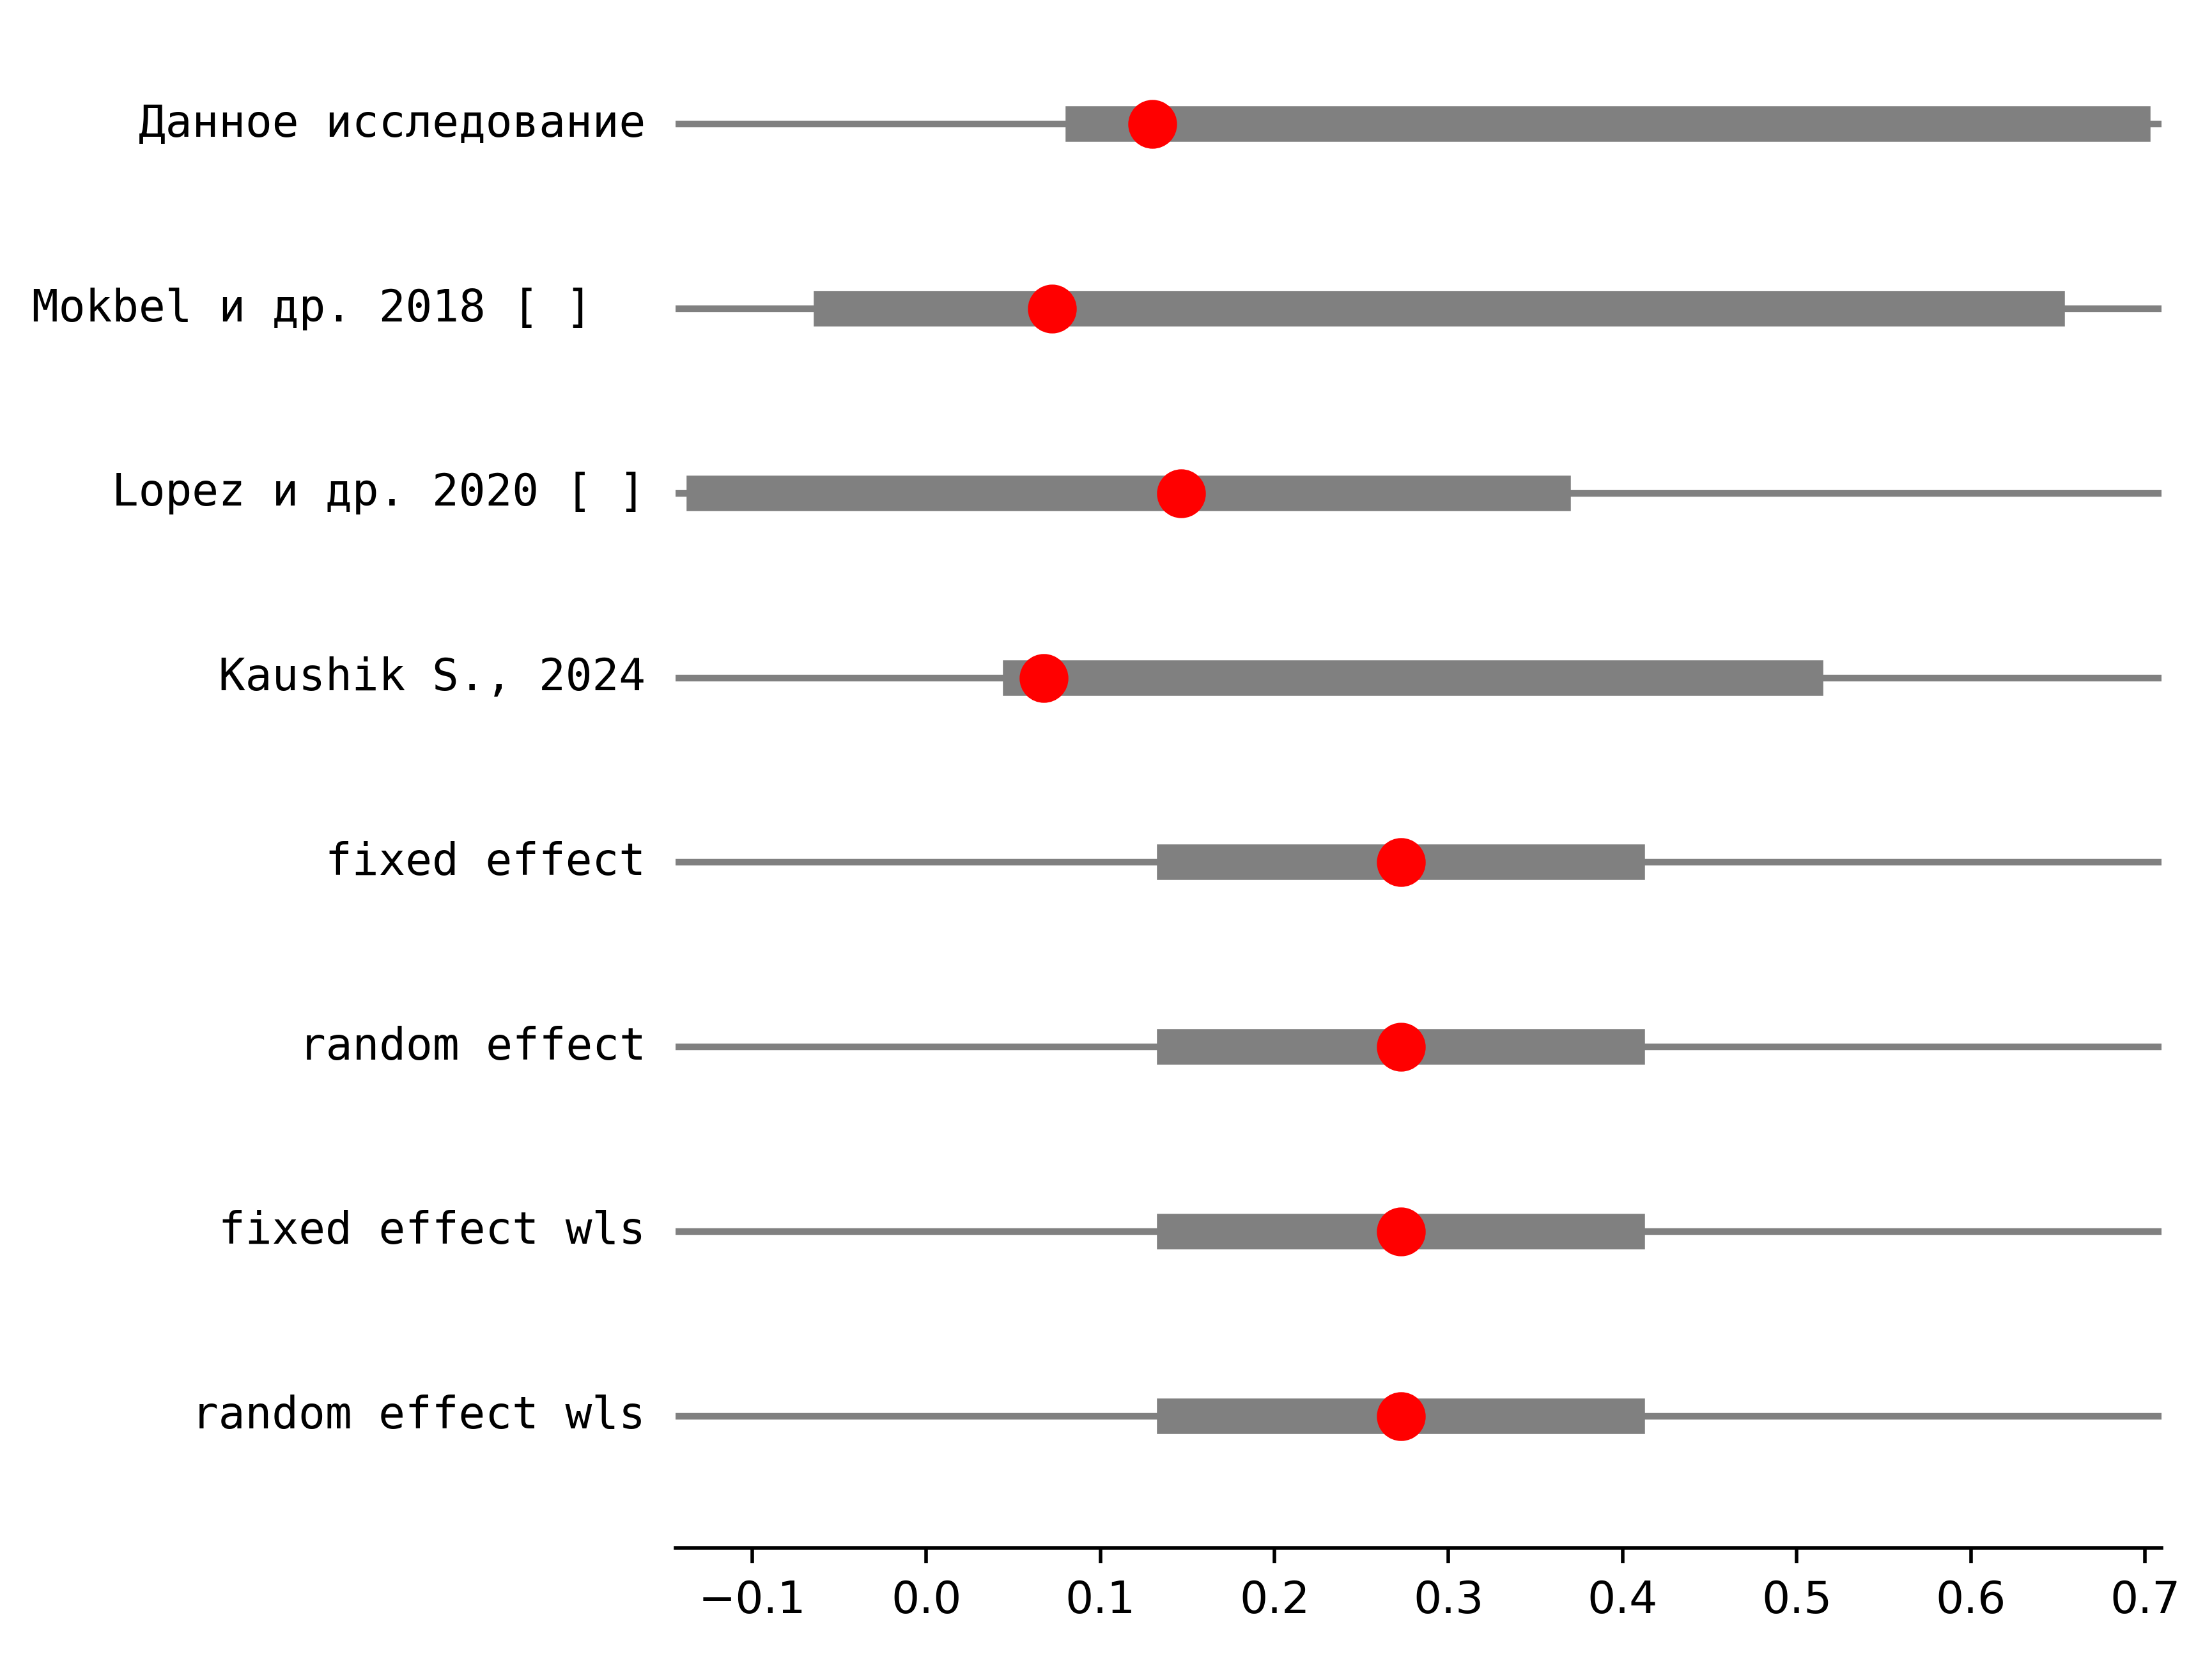 Данное исследование
Mokbel и др. 2018 [ ]
Lopez и др. 2020 [ ]
Kaushik S., 2024
fixed effect
random effect
fixed effect wls
random effect wls
−0.1 0.0 0.1 0.2 0.3 0.4 0.5 0.6 0.7